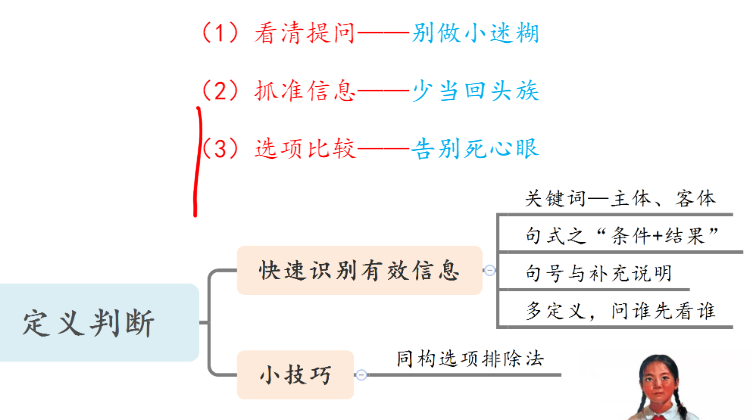 （1）看清提问——别做小迷糊
（2）抓准信息——少当回头族
（3）选项比较——告别死心眼
定义判断
快速识别有效信息
关键词—主体、客体
句式之“条件+结果”
句号与补充说明
多定义，问谁先看谁
小技巧
同构选项排除法